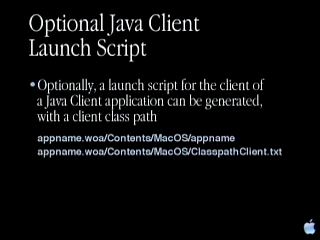 Optional Java Client
Launch Script
•Optionally, a launch script for the client of
a Java Client application can be generated,
with a client class path
appname.woa/Contents/MacOS/appname
appname.woa/Contents/MacOS/ClasspathClient.txt